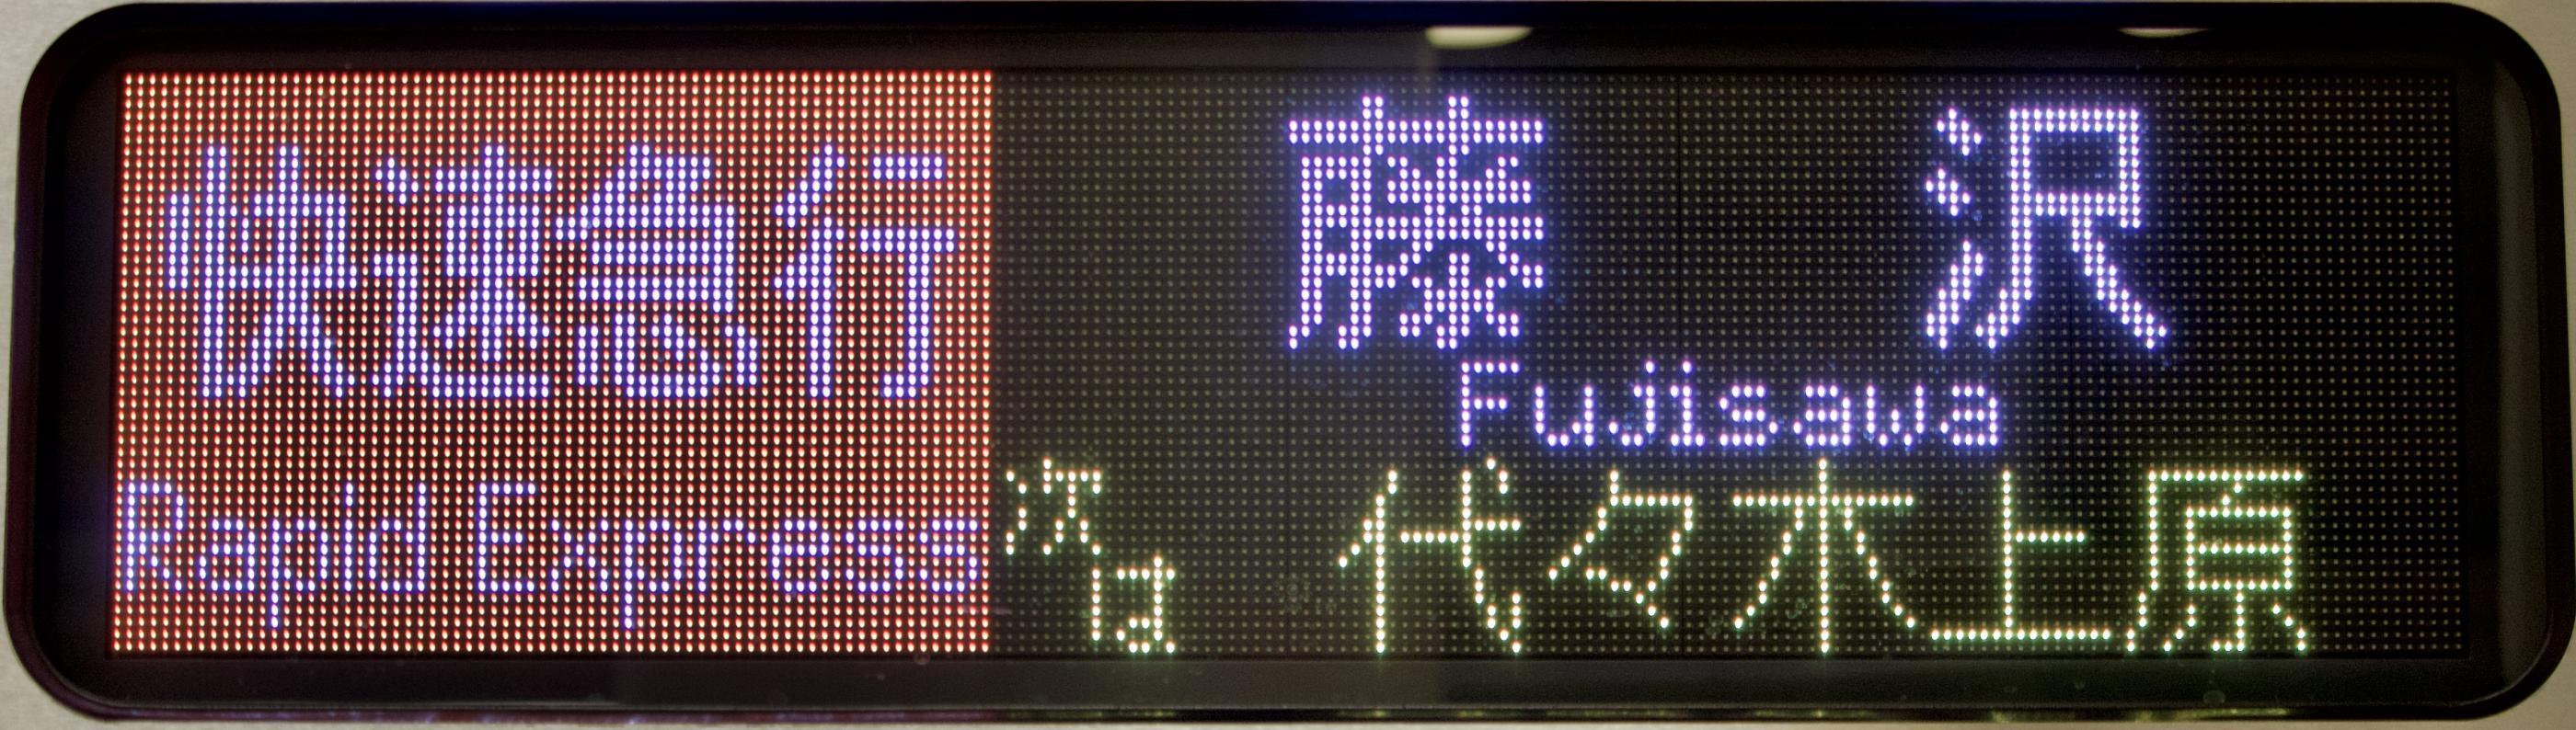 快速急行
Rapid Express
藤沢
Fujisawa
次は 代々木上原